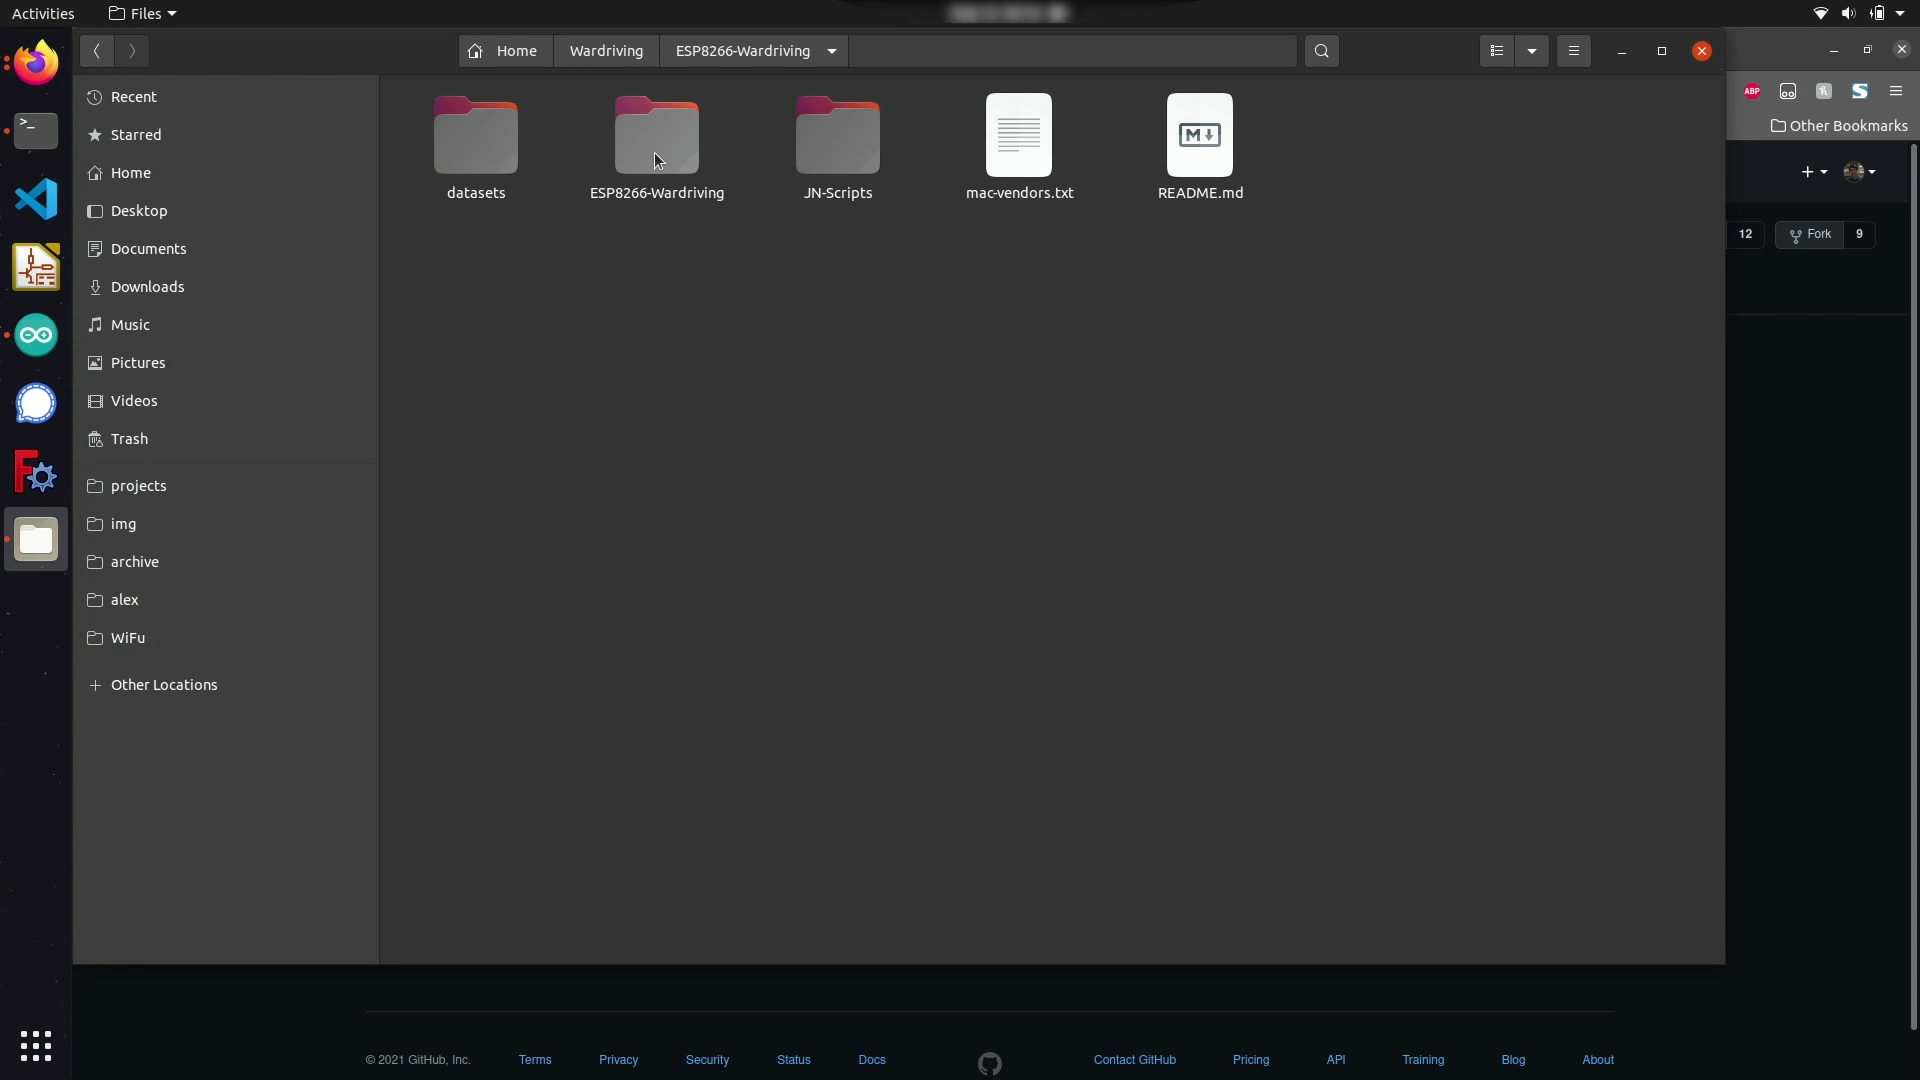 Activities
Files
Home
Wardriving
ESP8266-Wardriving
ABP
Other Bookmarks
Recent
Starred
Home
Desktop
Documents
Downloads
Music
Pictures
Videos
Trash
projects
img
archive
alex
WiFu
Other Locations
datasets
ESP8266-Wardriving
JN-Scripts
mac-vendors.txt
README.md
12
Fork
9
© 2021 GitHub, Inc.
Terms
Privacy
Security
Status
Docs
Contact GitHub
Pricing
API
Training
Blog
About